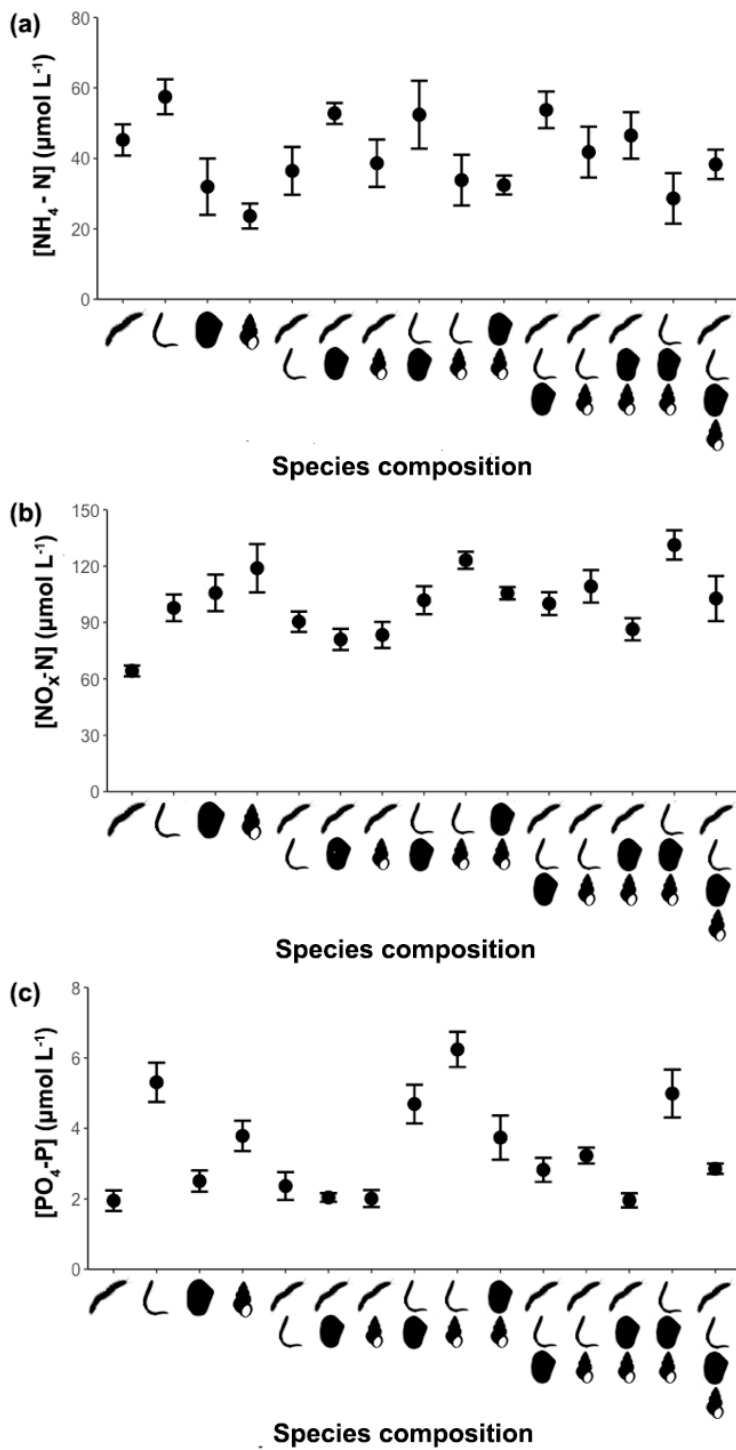 (a)
[NH₄ - N] (µmol L⁻¹)
80
60
40
20
0
Species composition
(b)
[NOₓ-N] (µmol L⁻¹)
150
120
90
60
30
0
Species composition
(c)
[PO₄-P] (µmol L⁻¹)
8
6
4
2
0
Species composition